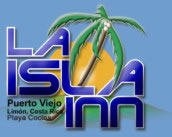 LA
ISLA
INN
Puerto Viejo
Limón, Costa Rica
Playa Cocles